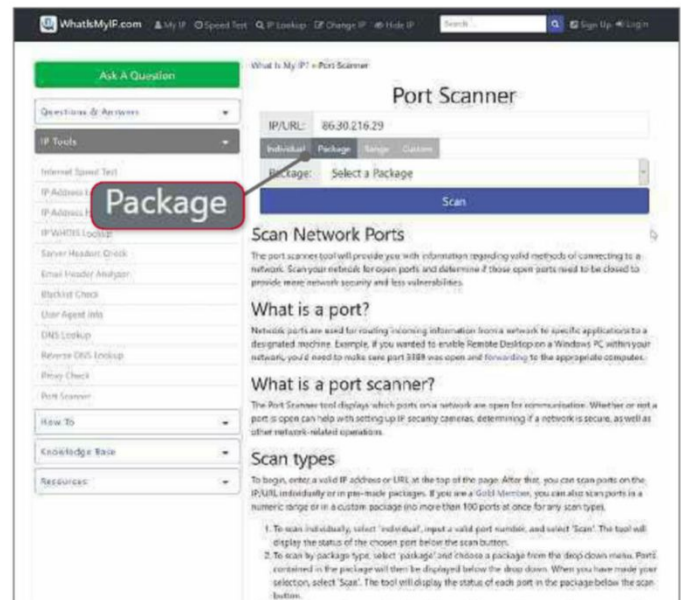 WhatIsMyIP.com My IP Speed Test IP Lookup Change IP Hide IP Search Sign Up Login
Ask A Question
Questions & Answers
IP Tools
Internet Speed Test
IP Address
IP Address
IP WHOIS Lookup
Server Headers Check
Email Header Analyzer
Blacklist Check
User Agent Info
DNS Lookup
Reverse DNS Lookup
Proxy Check
Port Scanner
How To
Knowledge Base
Resources
What Is My IP? » Port Scanner
Port Scanner
IP/URL: 86.30.216.29
Individual Package Range Custom
Package: Select a Package
Package
Scan
Scan Network Ports
The port scanner tool will provide you with information regarding valid methods of connecting to a
network. Scan your network for open ports and determine if those open ports need to be closed to
provide more network security and less vulnerabilities.
What is a port?
Network ports are used for routing incoming information from a network to specific applications to a
designated machine. Example, if you wanted to enable Remote Desktop on a Windows PC within your
network, you'd need to make sure port 3389 was open and forwarding to the appropriate computer.
What is a port scanner?
The Port Scanner tool displays which ports on a network are open for communication. Whether or not a
port is open can help with setting up IP security cameras, determining if a network is secure, as well as
other network-related operations.
Scan types
To begin, enter a valid IP address or URL at the top of the page. After that, you can scan ports on the
IP/URL individually or in pre-made packages. If you are a Gold Member, you can also scan ports in a
numeric range or in a custom package (no more than 100 ports at once for any scan type).
1. To scan individually, select 'individual', input a valid port number, and select 'Scan'. The tool will
display the status of the chosen port below the scan button.
2. To scan by package type, select 'package' and choose a package from the drop down menu. Ports
contained in the package will then be displayed below the drop down. When you have made your
selection, select 'Scan'. The tool will display the status of each port in the package below the scan
button.